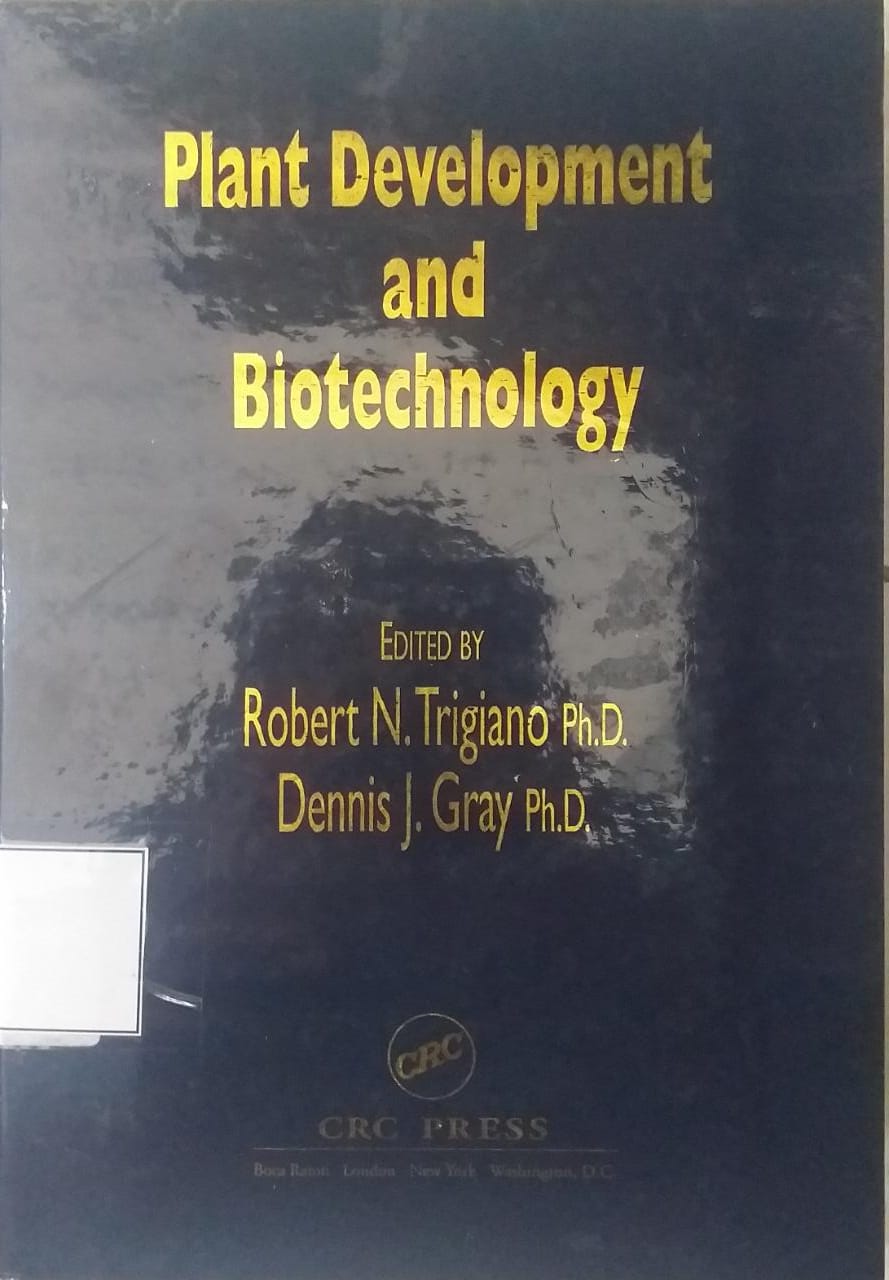 Plant Development
and
Biotechnology
EDITED BY
Robert N. Trigiano Ph.D.
Dennis J. Gray Ph.D.
CRC
CRC PRESS
Boca Raton London New York Washington, D.C.